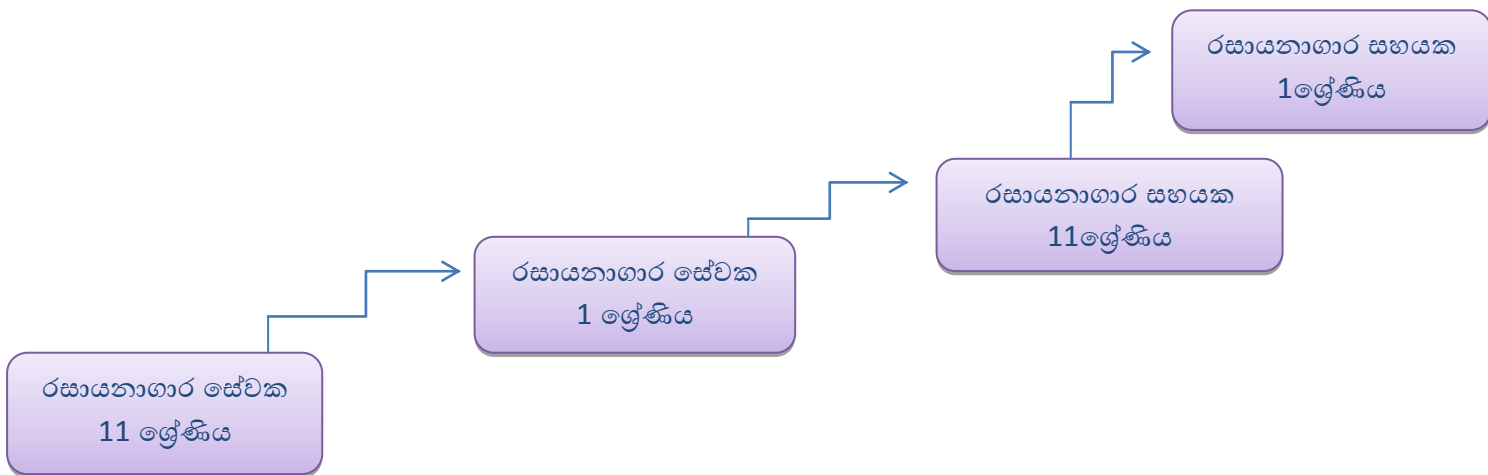 රසායනාගාර සහයක
1ශ්‍රේණිය
රසායනාගාර සහයක
11ශ්‍රේණිය
රසායනාගාර සේවක
1 ශ්‍රේණිය
රසායනාගාර සේවක
11 ශ්‍රේණිය